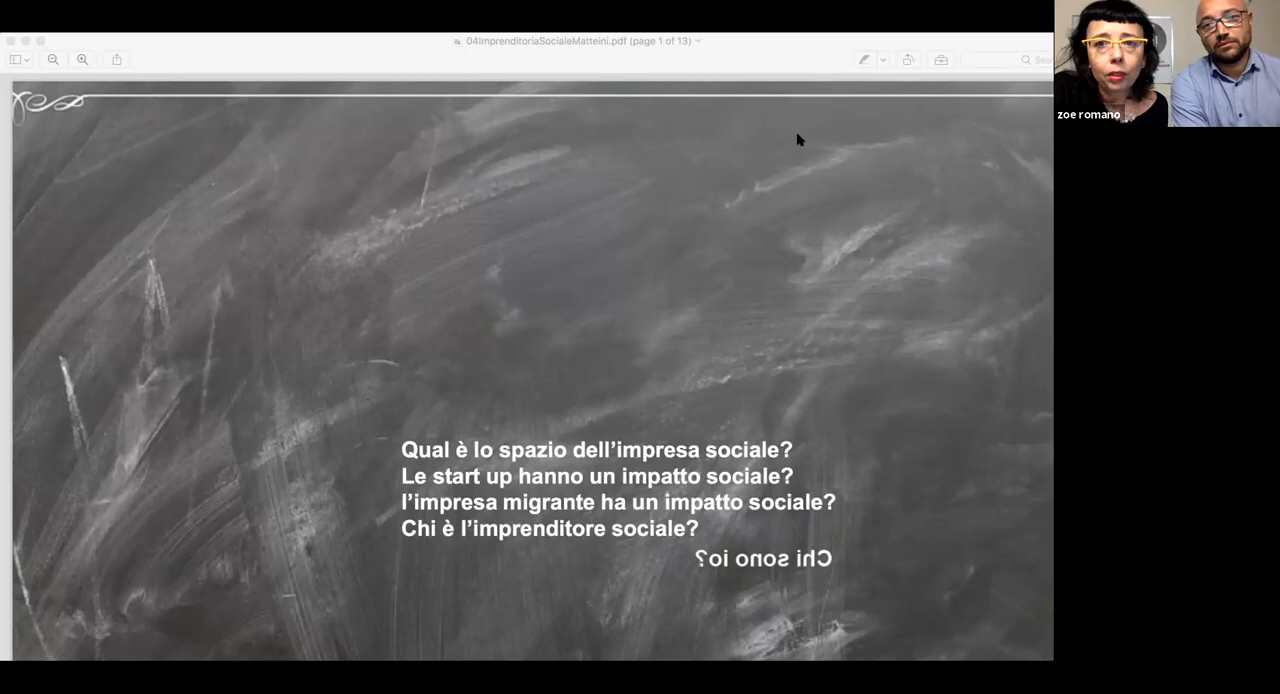 04ImprenditoriaSocialeMatteini.pdf (page 1 of 13)
zoe romano
Qual è lo spazio dell’impresa sociale?
Le start up hanno un impatto sociale?
l’impresa migrante ha un impatto sociale?
Chi è l’imprenditore sociale?
Chi sono io?